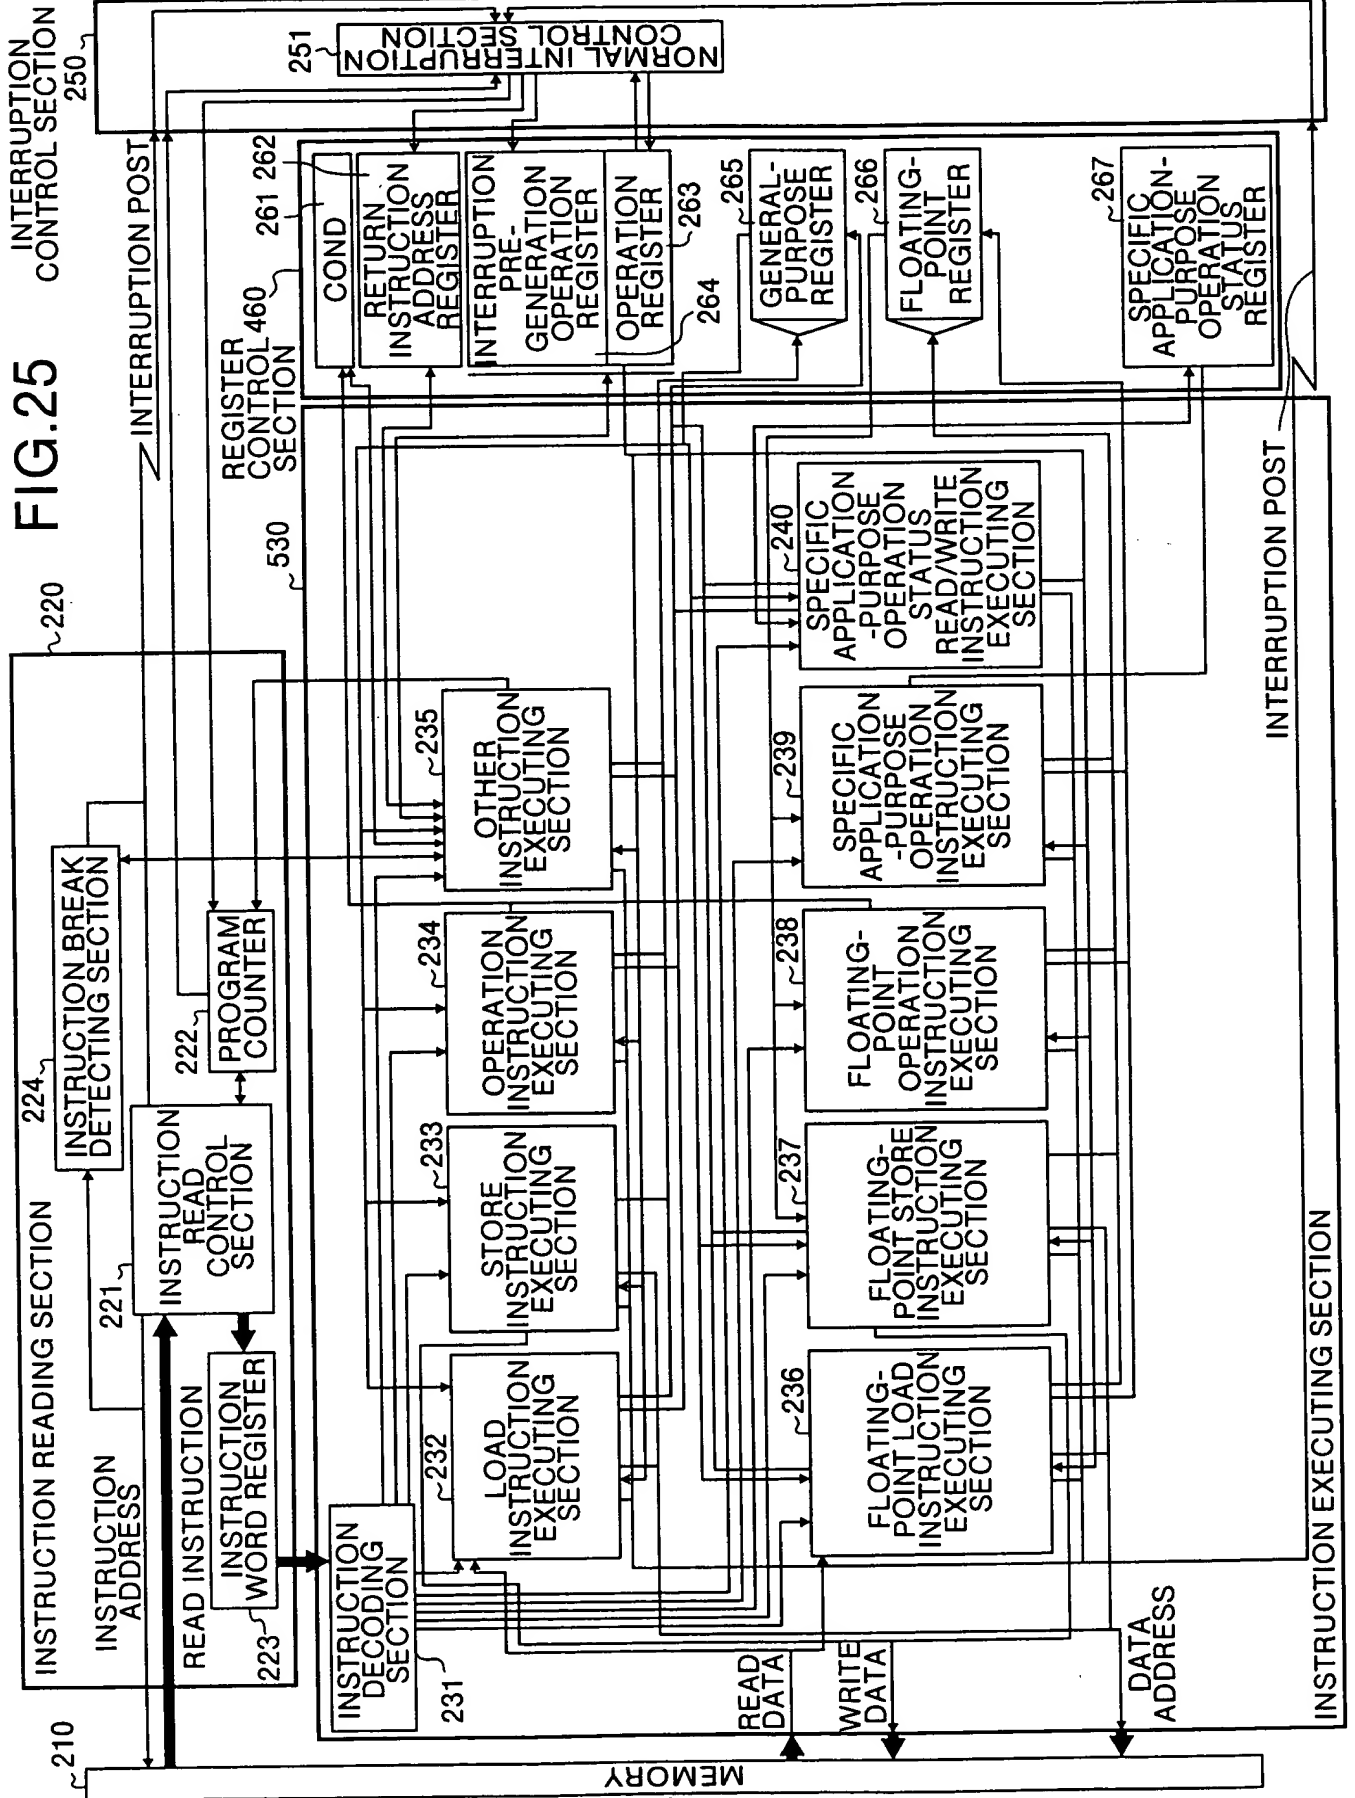 FIG.25
INTERRUPTION
CONTROL SECTION
250
INSTRUCTION READING SECTION
220
INSTRUCTION
ADDRESS
READ INSTRUCTION
224
INSTRUCTION BREAK
DETECTING SECTION
221
INSTRUCTION
READ
CONTROL
SECTION
222
PROGRAM
COUNTER
INSTRUCTION
WORD REGISTER
223
INTERRUPTION POST
251
NORMAL INTERRUPTION
CONTROL SECTION
210
MEMORY
530
REGISTER
CONTROL
SECTION
460
261
COND
262
RETURN
INSTRUCTION
ADDRESS
REGISTER
INTERRUPTION
PRE-
GENERATION
OPERATION
REGISTER
OPERATION
REGISTER
263
264
265
GENERAL-
PURPOSE
REGISTER
266
FLOATING-
POINT
REGISTER
267
SPECIFIC
APPLICATION-
PURPOSE
OPERATION
STATUS
REGISTER
INSTRUCTION
DECODING
SECTION
231
232
LOAD
INSTRUCTION
EXECUTING
SECTION
233
STORE
INSTRUCTION
EXECUTING
SECTION
234
OPERATION
INSTRUCTION
EXECUTING
SECTION
235
OTHER
INSTRUCTION
EXECUTING
SECTION
236
FLOATING-
POINT LOAD
INSTRUCTION
EXECUTING
SECTION
237
FLOATING-
POINT STORE
INSTRUCTION
EXECUTING
SECTION
238
FLOATING-
POINT
OPERATION
INSTRUCTION
EXECUTING
SECTION
239
SPECIFIC
APPLICATION
-PURPOSE
OPERATION
INSTRUCTION
EXECUTING
SECTION
240
SPECIFIC
APPLICATION
-PURPOSE
OPERATION
STATUS
READ/WRITE
INSTRUCTION
EXECUTING
SECTION
READ
DATA
WRITE
DATA
DATA
ADDRESS
INTERRUPTION POST
INSTRUCTION EXECUTING SECTION